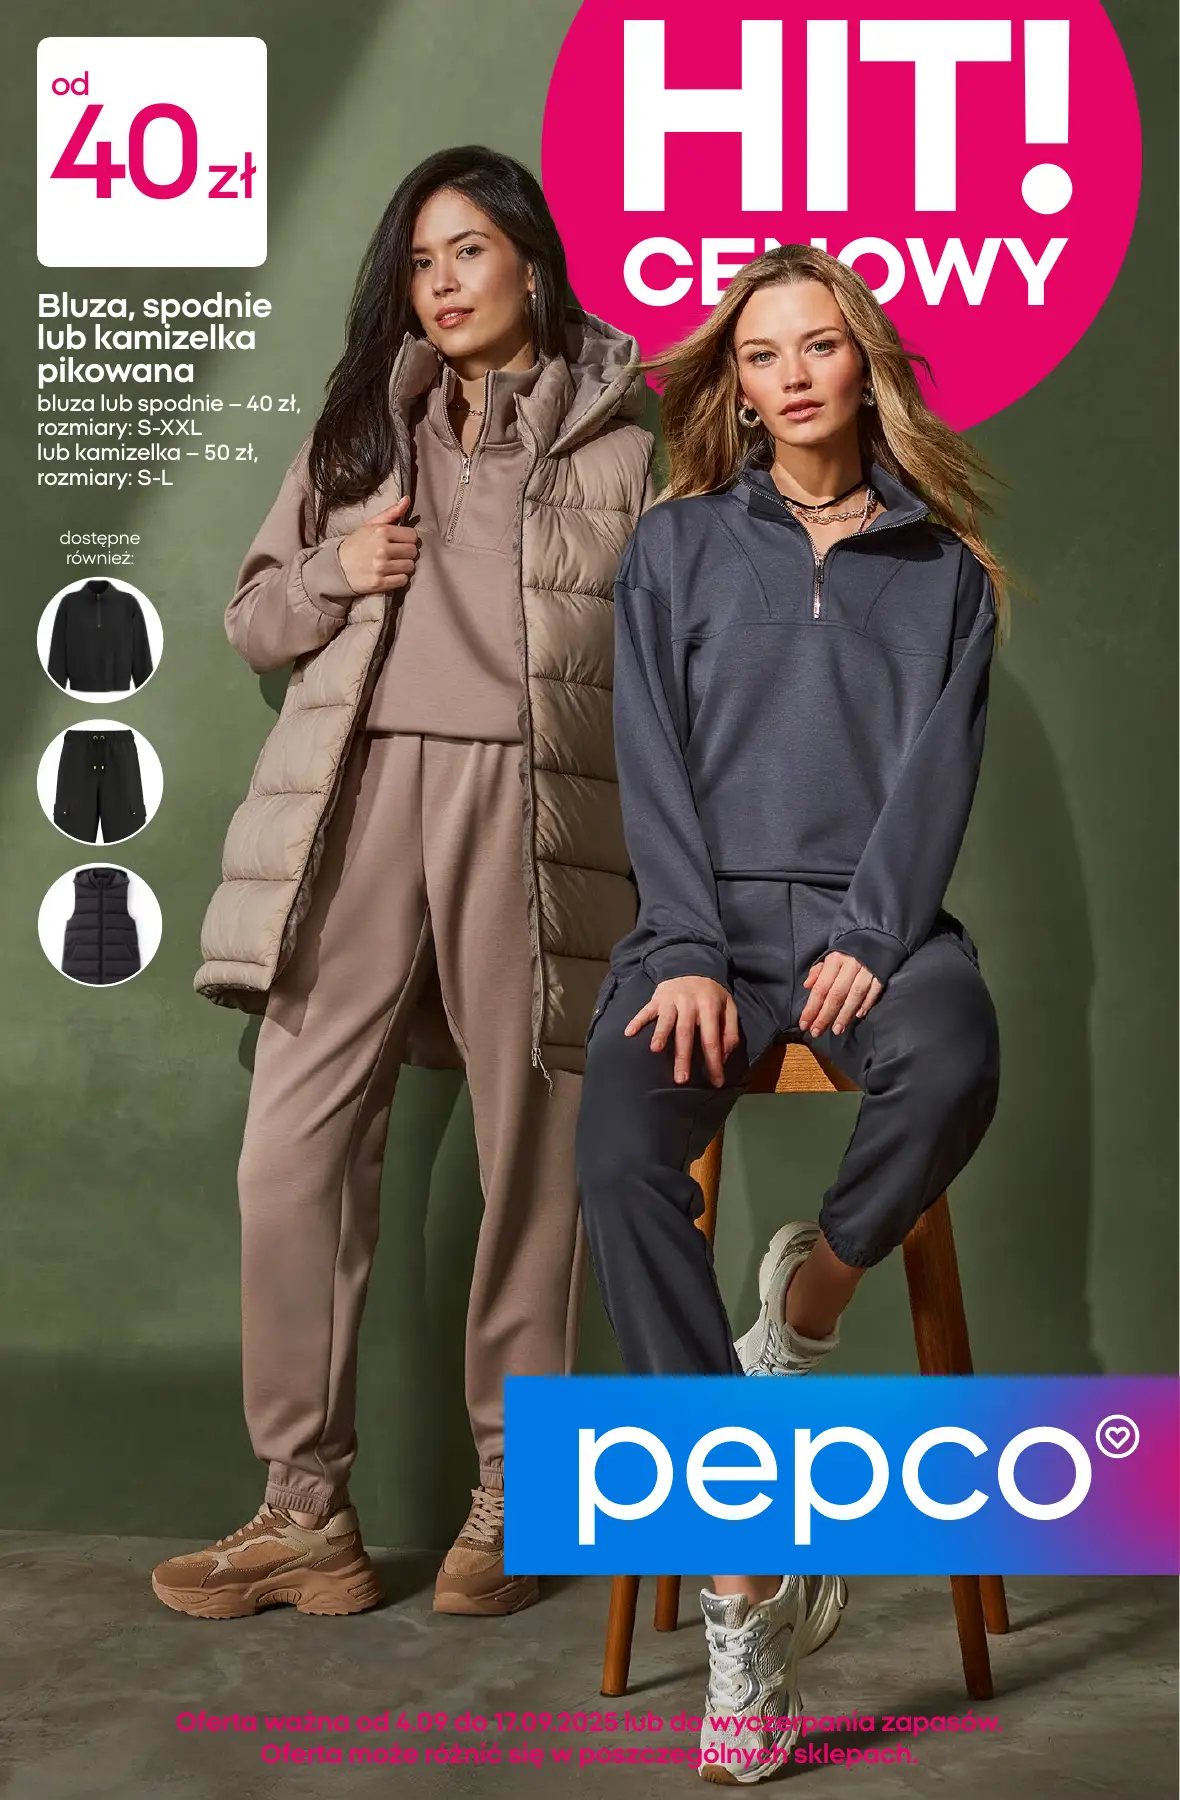 od
40 zł
HIT!
CENOWY
Bluza, spodnie
lub kamizelka
pikowana
bluza lub spodnie – 40 zł,
rozmiary: S-XXL
lub kamizelka – 50 zł,
rozmiary: S-L
dostępne
również:
pepco
Oferta ważna od 4.09 do 17.09.2025 lub do wyczerpania zapasów.
Oferta może różnić się w poszczególnych sklepach.